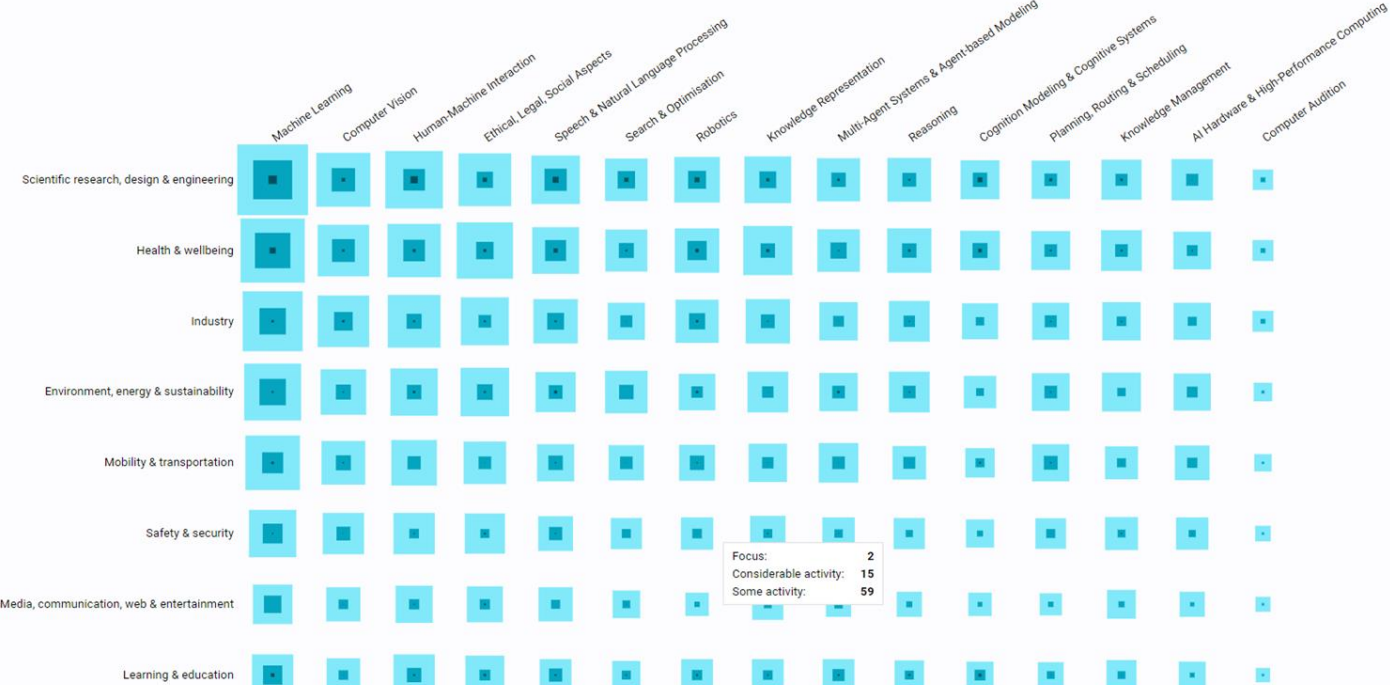 Machine Learning
Computer Vision
Human-Machine Interaction
Ethical, Legal, Social Aspects
Speech & Natural Language Processing
Search & Optimisation
Robotics
Knowledge Representation
Multi-Agent Systems & Agent-based Modeling
Reasoning
Cognition Modeling & Cognitive Systems
Planning, Routing & Scheduling
Knowledge Management
AI Hardware & High-Performance Computing
Computer Audition
Scientific research, design & engineering
Health & wellbeing
Industry
Environment, energy & sustainability
Mobility & transportation
Safety & security
Focus: 2
Considerable activity: 15
Some activity: 59
Media, communication, web & entertainment
Learning & education